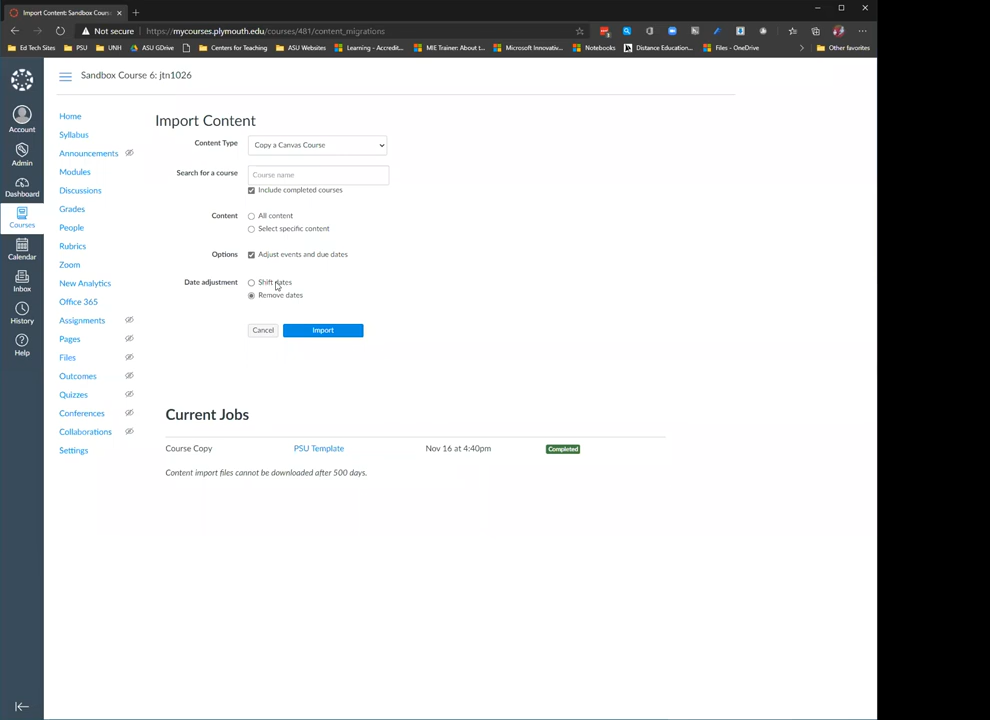 Import Content: Sandbox Cours
Not secure
https://mycourses.plymouth.edu/courses/481/content_migrations
Ed Tech Sites
PSU
UNH
ASU GDrive
Centers for Teaching
ASU Websites
Learning - Accredit...
MIE Trainer: About t...
Microsoft Innovativ...
Notebooks
Distance Education...
Files - OneDrive
Other favorites
Sandbox Course 6: jtn1026
Account
Admin
Dashboard
Courses
Calendar
Inbox
History
Help
Home
Syllabus
Announcements
Modules
Discussions
Grades
People
Rubrics
Zoom
New Analytics
Office 365
Assignments
Pages
Files
Outcomes
Quizzes
Conferences
Collaborations
Settings
Import Content
Content Type
Copy a Canvas Course
Search for a course
Course name
Include completed courses
Content
All content
Select specific content
Options
Adjust events and due dates
Date adjustment
Shift dates
Remove dates
Cancel
Import
Current Jobs
Course Copy PSU Template Nov 16 at 4:40pm Completed
Content import files cannot be downloaded after 500 days.